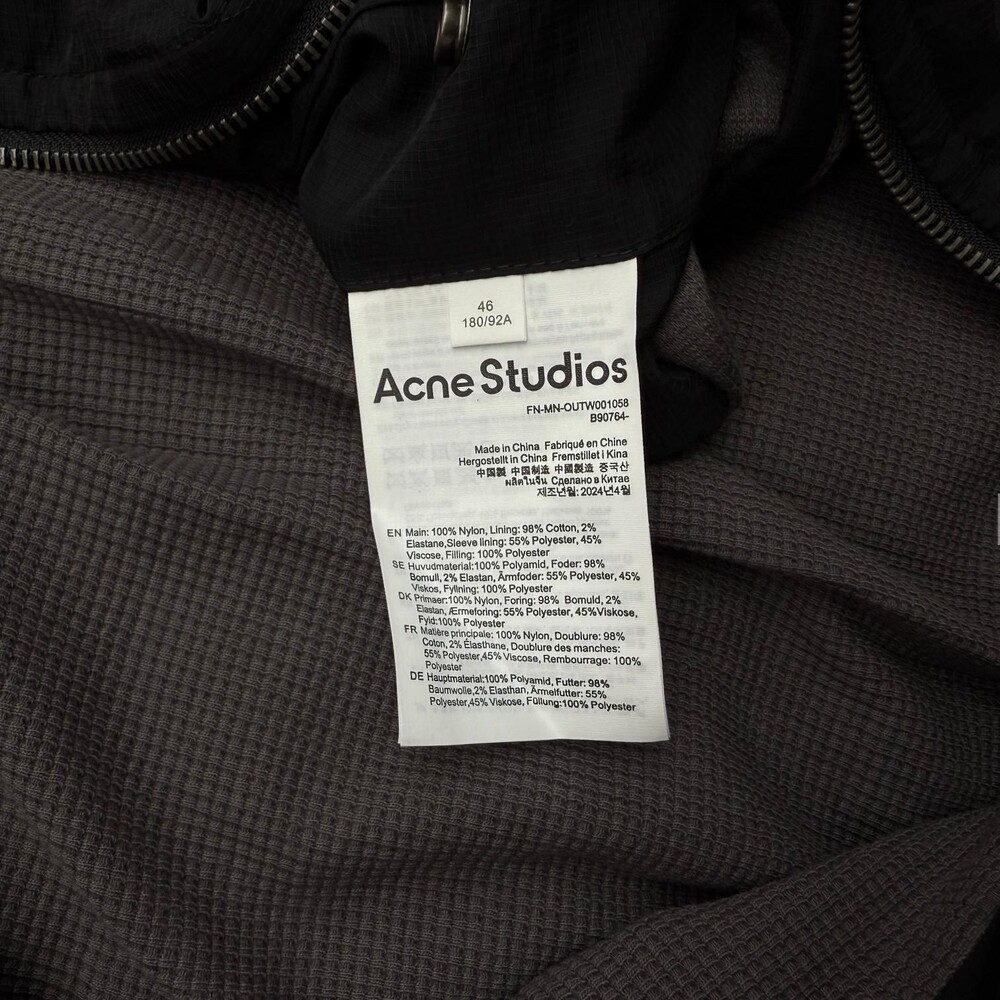 46
180/92A
Acne Studios
FN-MN-OUTW001058
B90764-
Made in China Fabriqué en Chine
Hergostellt in China Fremstillet i Kina
中国製 中国制造 中國製造 중국산
ผลิตในจีน Сделано в Китае
제조년월: 2024년4월
EN Main: 100% Nylon, Lining: 98% Cotton, 2%
Elastane,Sleeve lining: 55% Polyester, 45%
Viscose, Filling: 100% Polyester
SE Huvudmaterial:100% Polyamid, Foder: 98%
Bomull, 2% Elastan, Ärmfoder: 55% Polyester, 45%
Viskos, Fyllning: 100% Polyester
DK Primaer:100% Nylon, Foring: 98% Bomuld, 2%
Elastan, Ærmeforing: 55% Polyester, 45%Viskose,
Fyld:100% Polyester
FR Matière principale: 100% Nylon, Doublure: 98%
Coton, 2% Élasthane, Doublure des manches:
55% Polyester,45% Viscose, Rembourrage: 100%
Polyester
DE Hauptmaterial:100% Polyamid, Futter: 98%
Baumwolle,2% Elasthan, Ärmelfutter: 55%
Polyester,45% Viskose, Füllung:100% Polyester